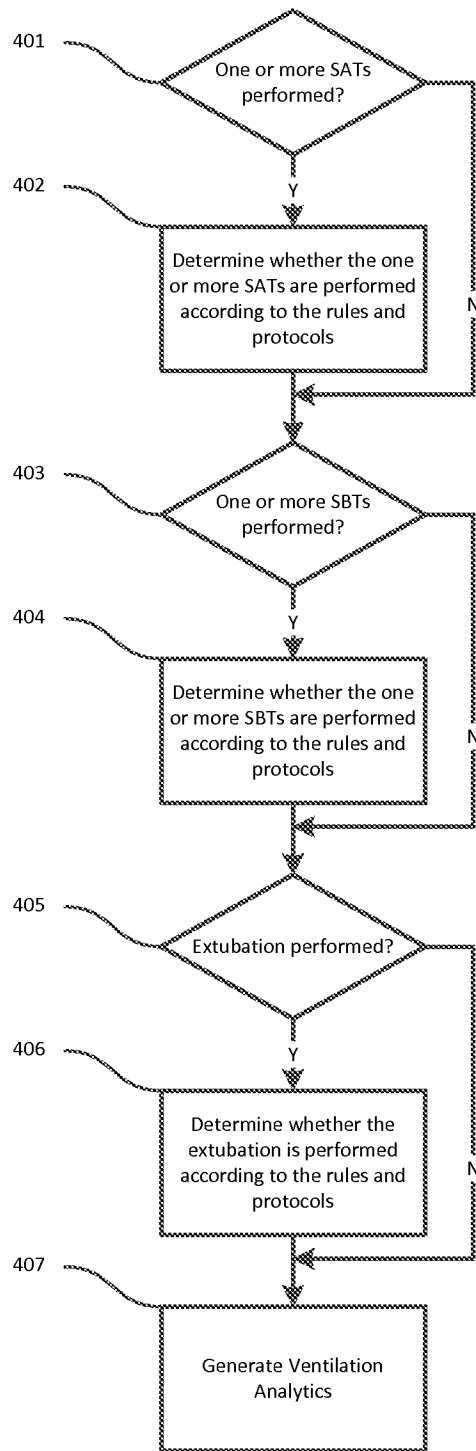 401
One or more SATs
performed?
Y
402
Determine whether the one
or more SATs are performed
according to the rules and
protocols
N
403
One or more SBTs
performed?
Y
404
Determine whether the one
or more SBTs are performed
according to the rules and
protocols
N
405
Extubation performed?
Y
406
Determine whether the
extubation is performed
according to the rules and
protocols
N
407
Generate Ventilation
Analytics